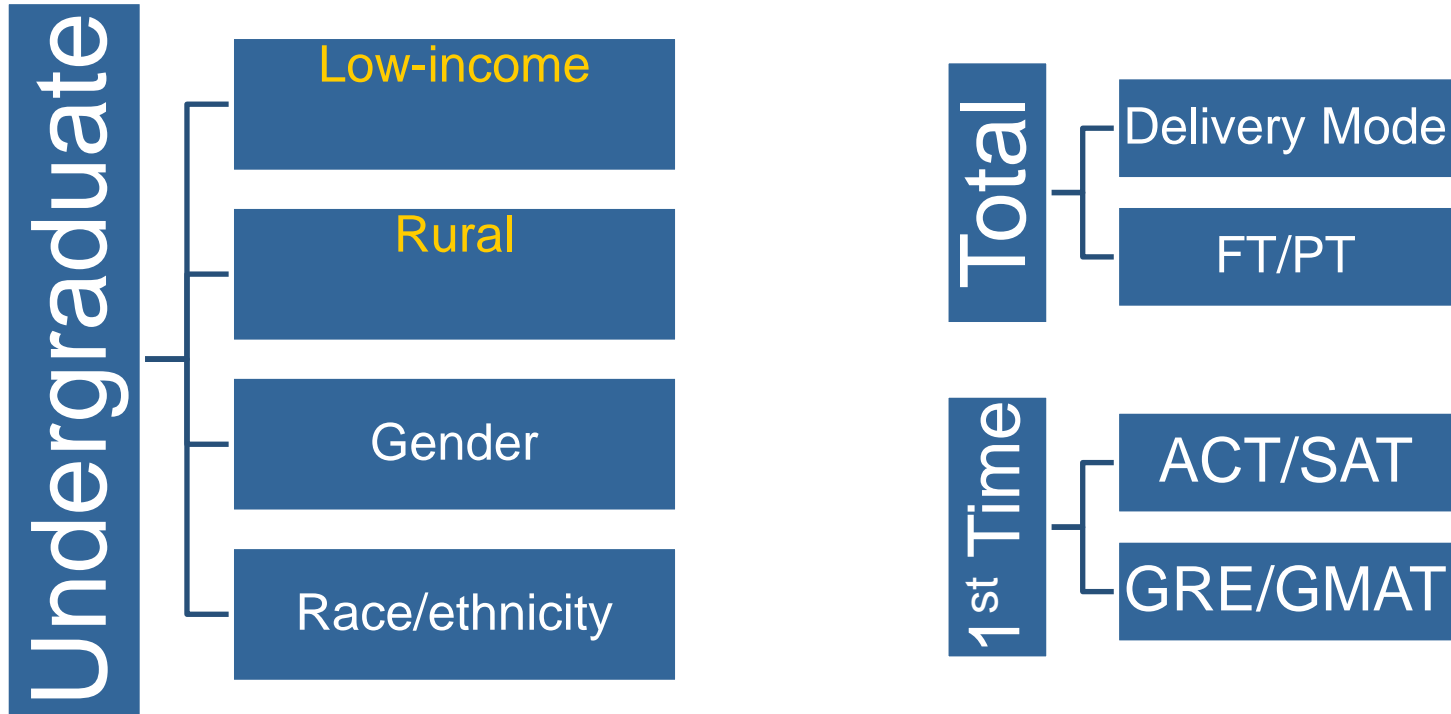 Undergraduate
Low-income
Rural
Gender
Race/ethnicity
Total
Delivery Mode
FT/PT
1st Time
ACT/SAT
GRE/GMAT